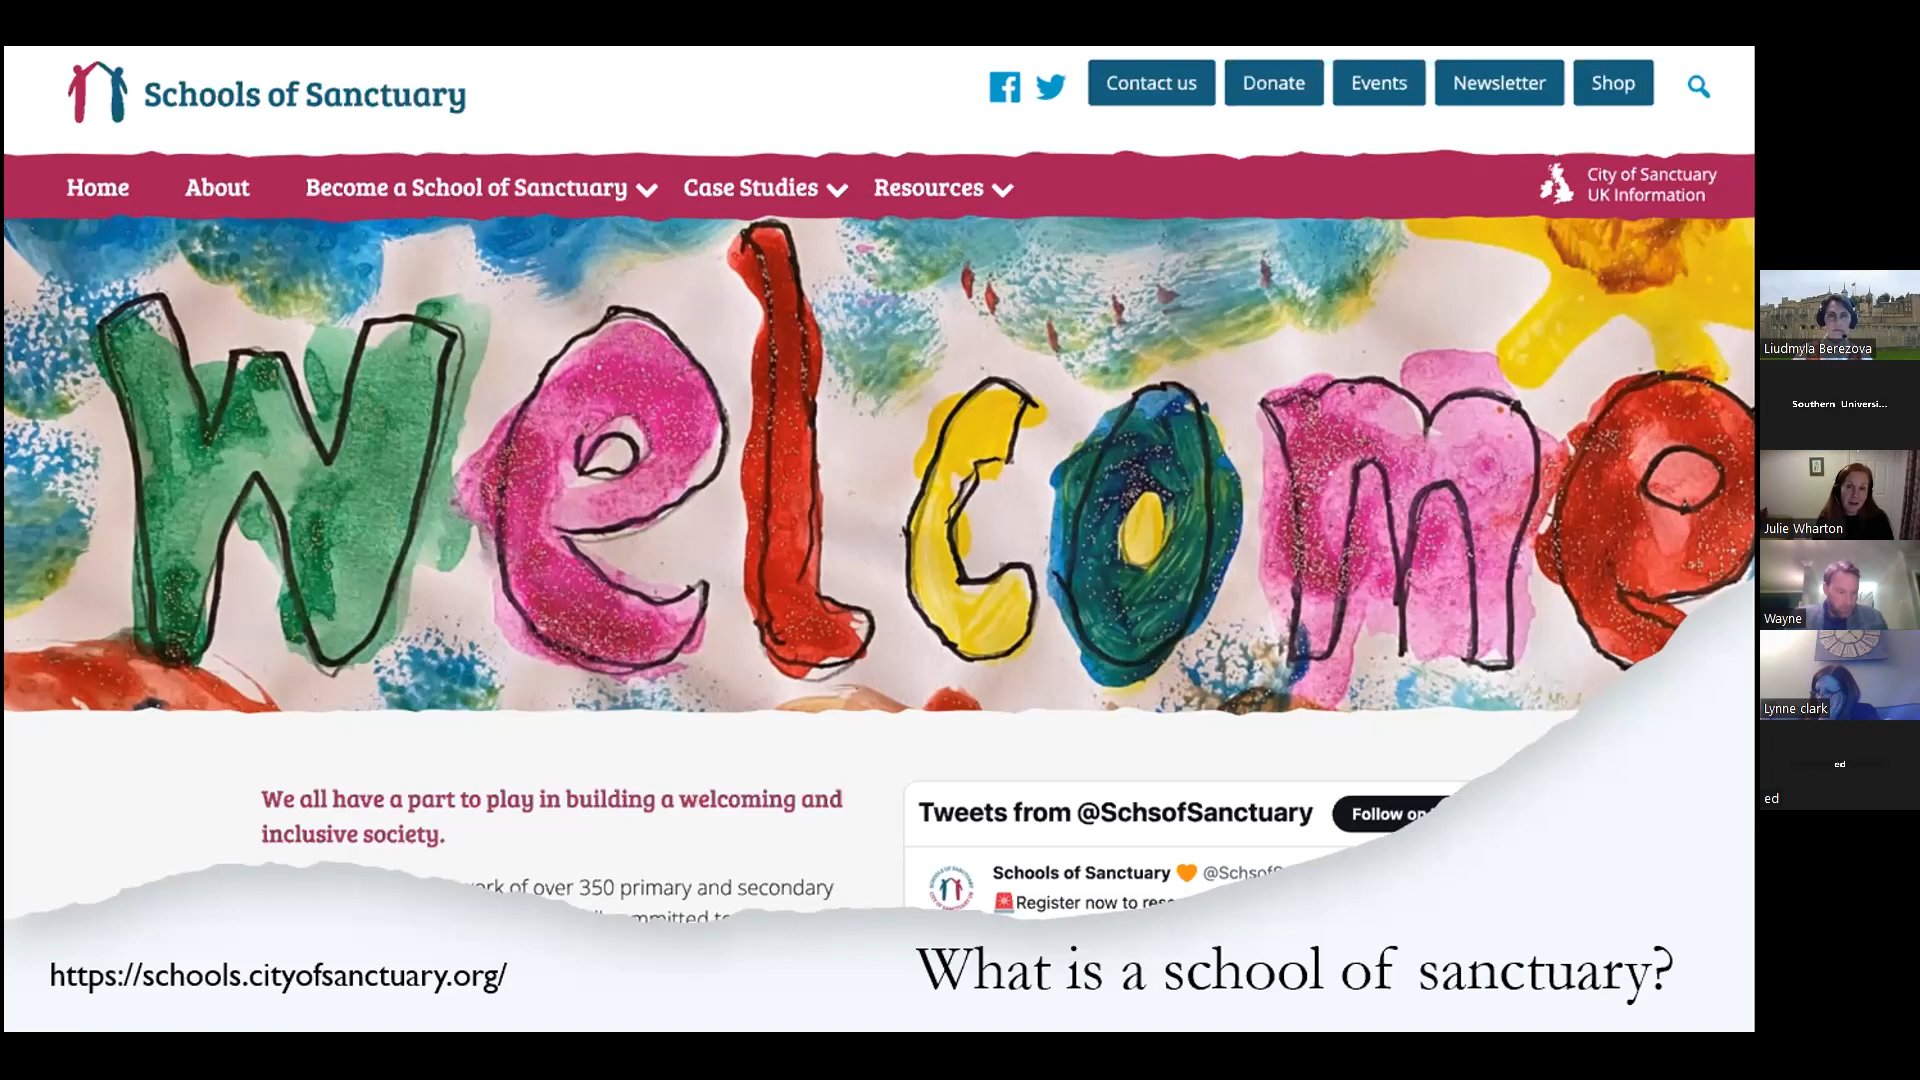 Schools of Sanctuary
Contact us
Donate
Events
Newsletter
Shop
Home
About
Become a School of Sanctuary
Case Studies
Resources
City of Sanctuary
UK Information
welcome
We all have a part to play in building a welcoming and
inclusive society.
of over 350 primary and secondary
Tweets from @SchsofSanctuary
Follow on
Schools of Sanctuary
Register now to
https://schools.cityofsanctuary.org/
What is a school of sanctuary?
Liudmyla Berezova
Southern Universi...
Julie Wharton
Wayne
Lynne clark
ed
ed